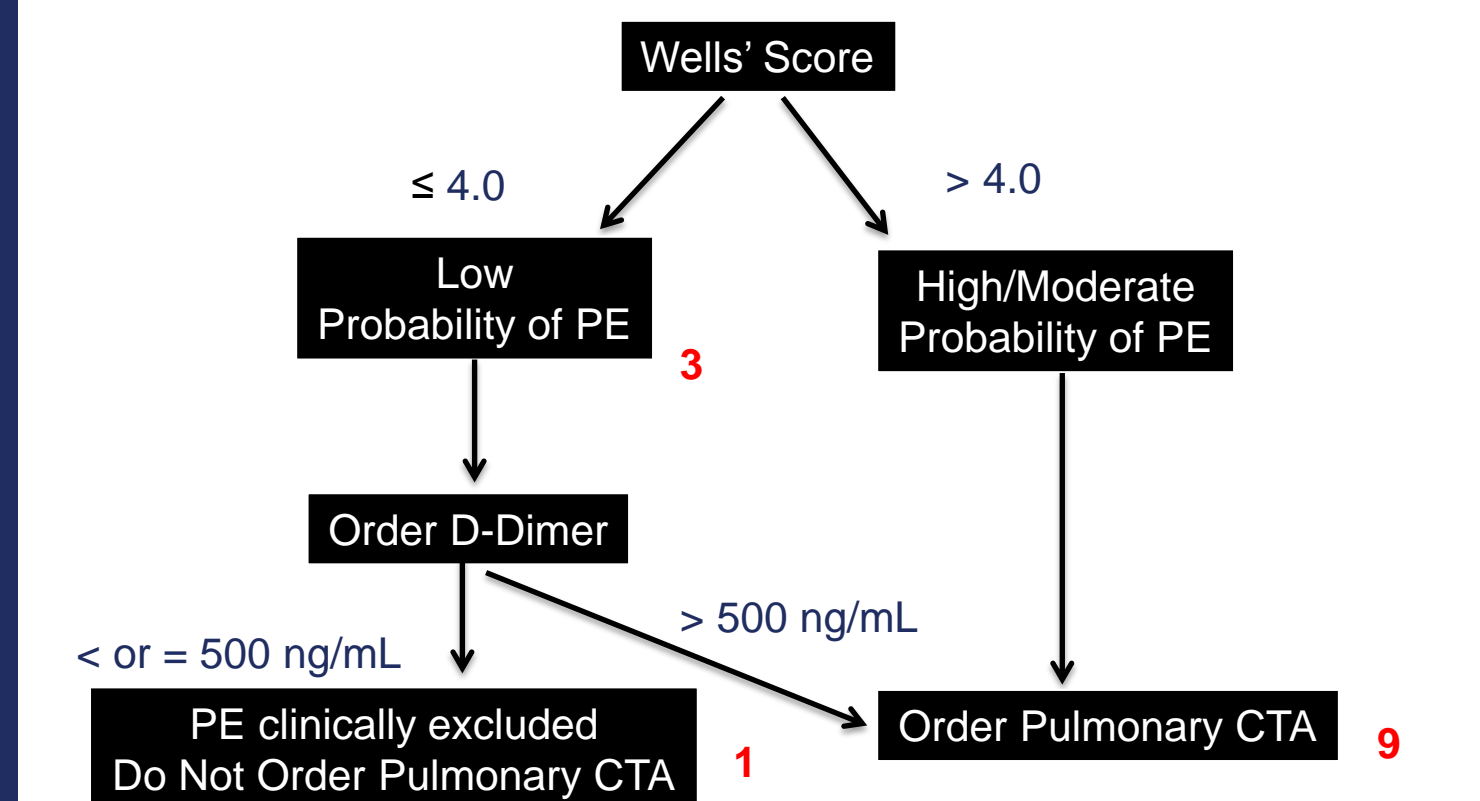 Wells’ Score
≤ 4.0
> 4.0
Low
Probability of PE
3
High/Moderate
Probability of PE
Order D-Dimer
> 500 ng/mL
< or = 500 ng/mL
PE clinically excluded
Do Not Order Pulmonary CTA
1
Order Pulmonary CTA
9